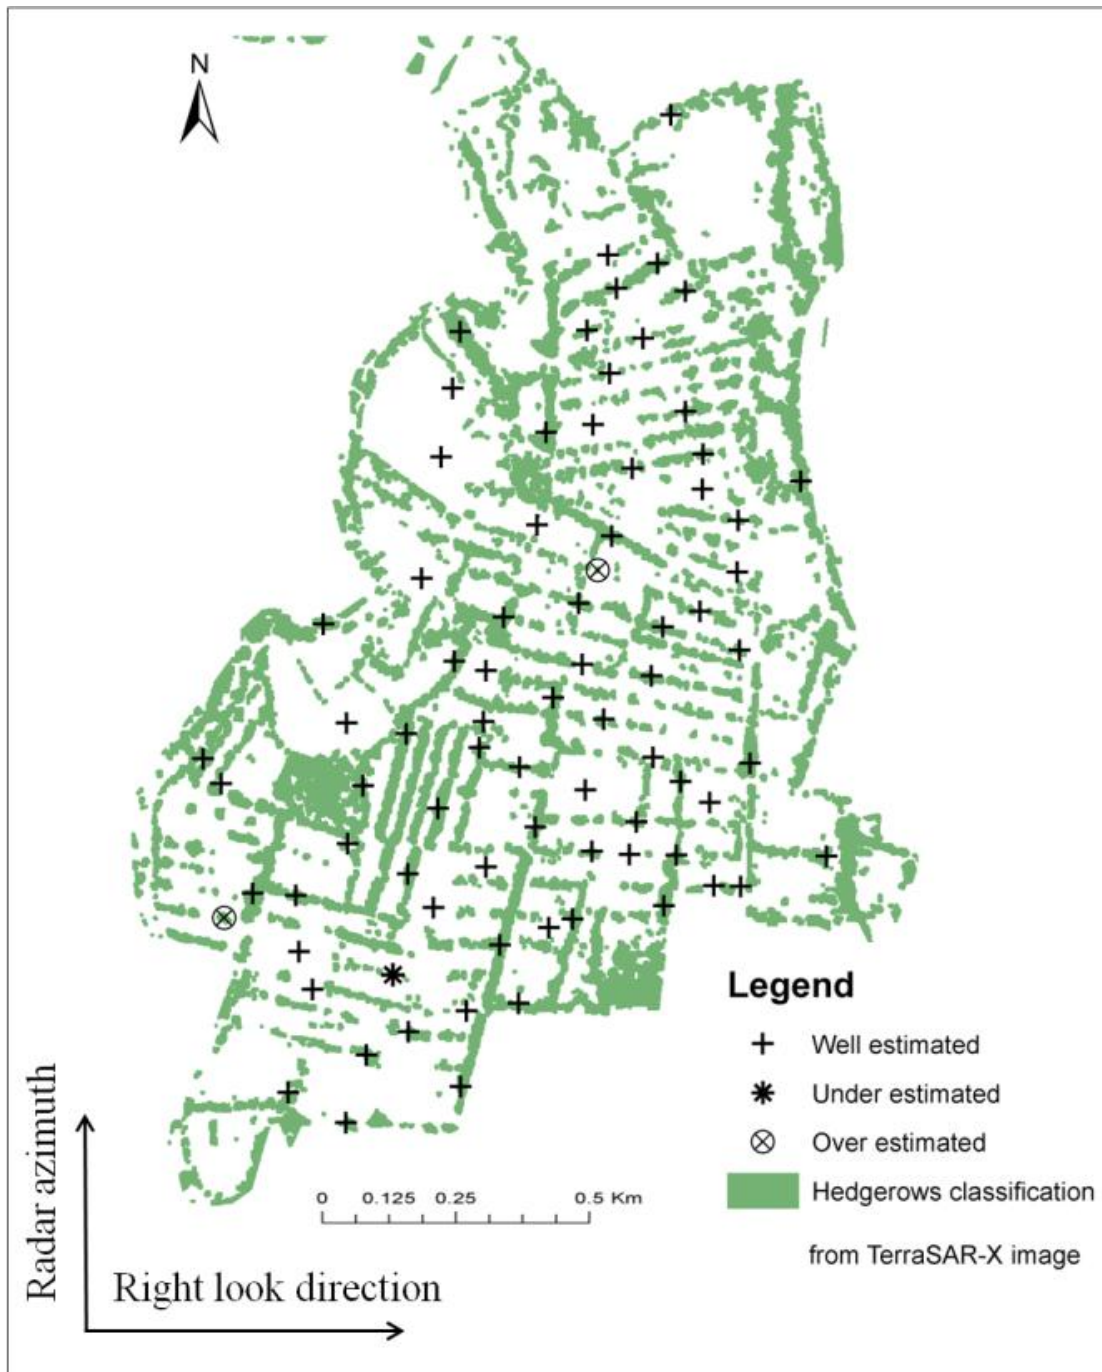 N
Legend
Well estimated
Under estimated
Over estimated
Hedgerows classification
from TerraSAR-X image
0 0.125 0.25 0.5 Km
Radar azimuth
Right look direction